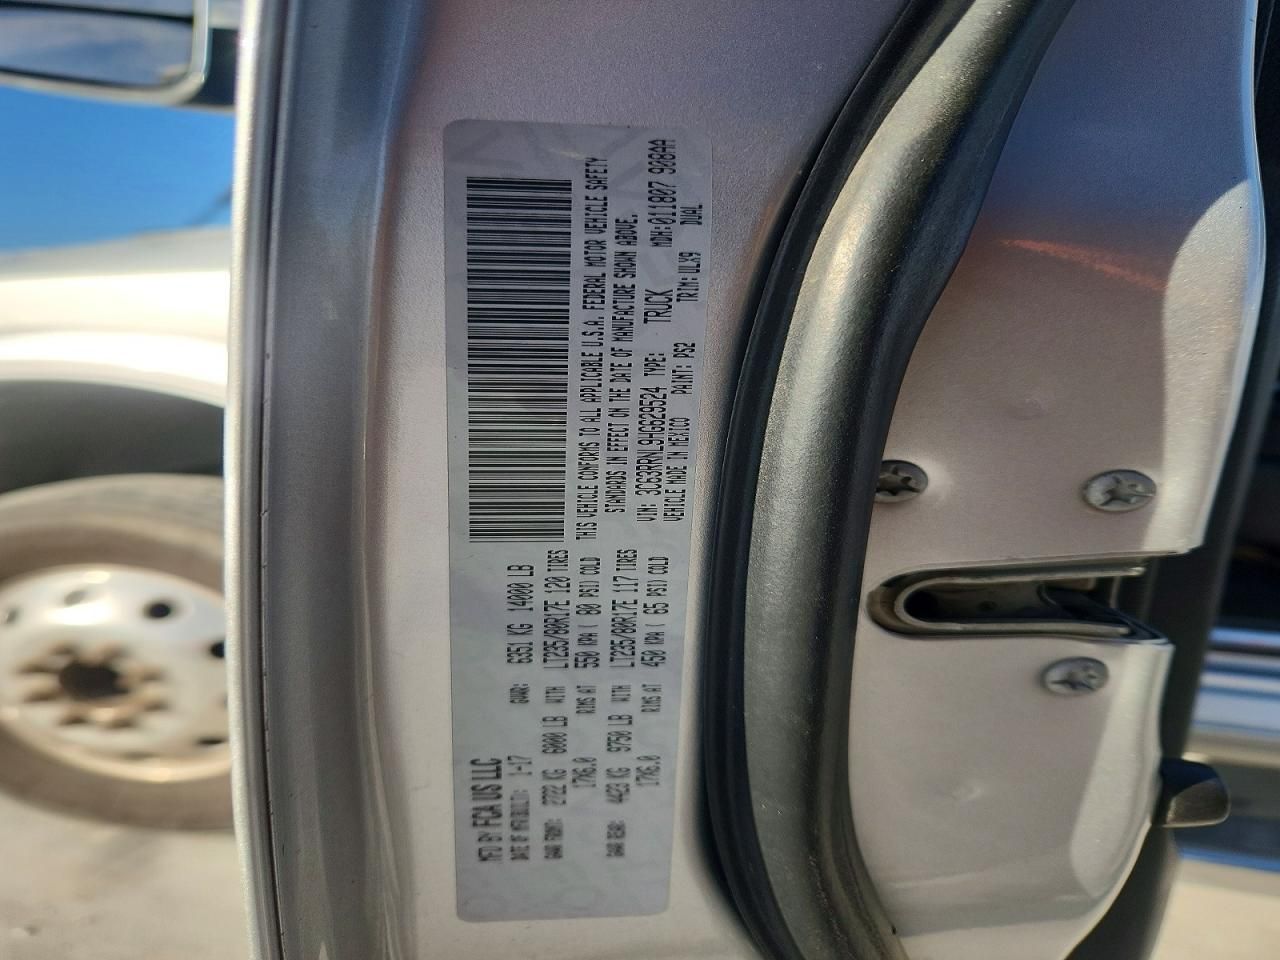 MFD BY FCA US LLC
DATE OF MFR(BUILT): 1-17 GVWR: 6351 KG 14000 LB
GAWR FRONT: 2722 KG 6000 LB WITH LT235/80R17E 120 TIRES
17X6.0 RIMS AT 550 KPA ( 80 PSI) COLD
GAWR REAR: 4423 KG 9750 LB WITH LT235/80R17E 117 TIRES
17X6.0 RIMS AT 450 KPA ( 65 PSI) COLD
THIS VEHICLE CONFORMS TO ALL APPLICABLE U.S.A. FEDERAL MOTOR VEHICLE SAFETY
STANDARDS IN EFFECT ON THE DATE OF MANUFACTURE SHOWN ABOVE.
VIN: 3C63RRNL9HG629524 TYPE: TRUCK MDH:011807 908AA
VEHICLE MADE IN MEXICO PAINT: PS2 TRIM:ULX9 DUAL